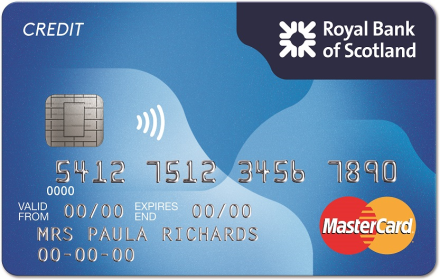 CREDIT
Royal Bank
of Scotland
5412 7512 3456 7890
0000
VALID FROM 00/00 EXPIRES END 00/00
MRS PAULA RICHARDS
00-00-00
MasterCard